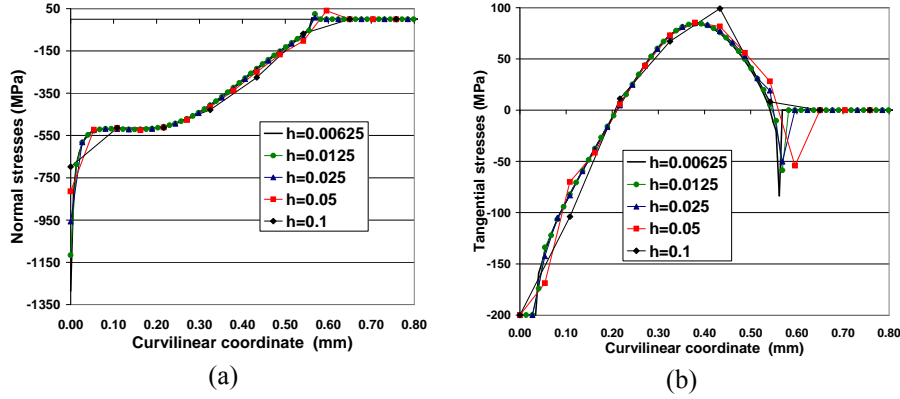 50
-150
-350
-550
-750
-950
-1150
-1350
Normal stresses (MPa)
h=0.00625
h=0.0125
h=0.025
h=0.05
h=0.1
0.00 0.10 0.20 0.30 0.40 0.50 0.60 0.70 0.80
Curvilinear coordinate (mm)
(a)
100
50
0
-50
-100
-150
-200
Tangential stresses (MPa)
h=0.00625
h=0.0125
h=0.025
h=0.05
h=0.1
0.00 0.10 0.20 0.30 0.40 0.50 0.60 0.70 0.80
Curvilinear coordinate (mm)
(b)